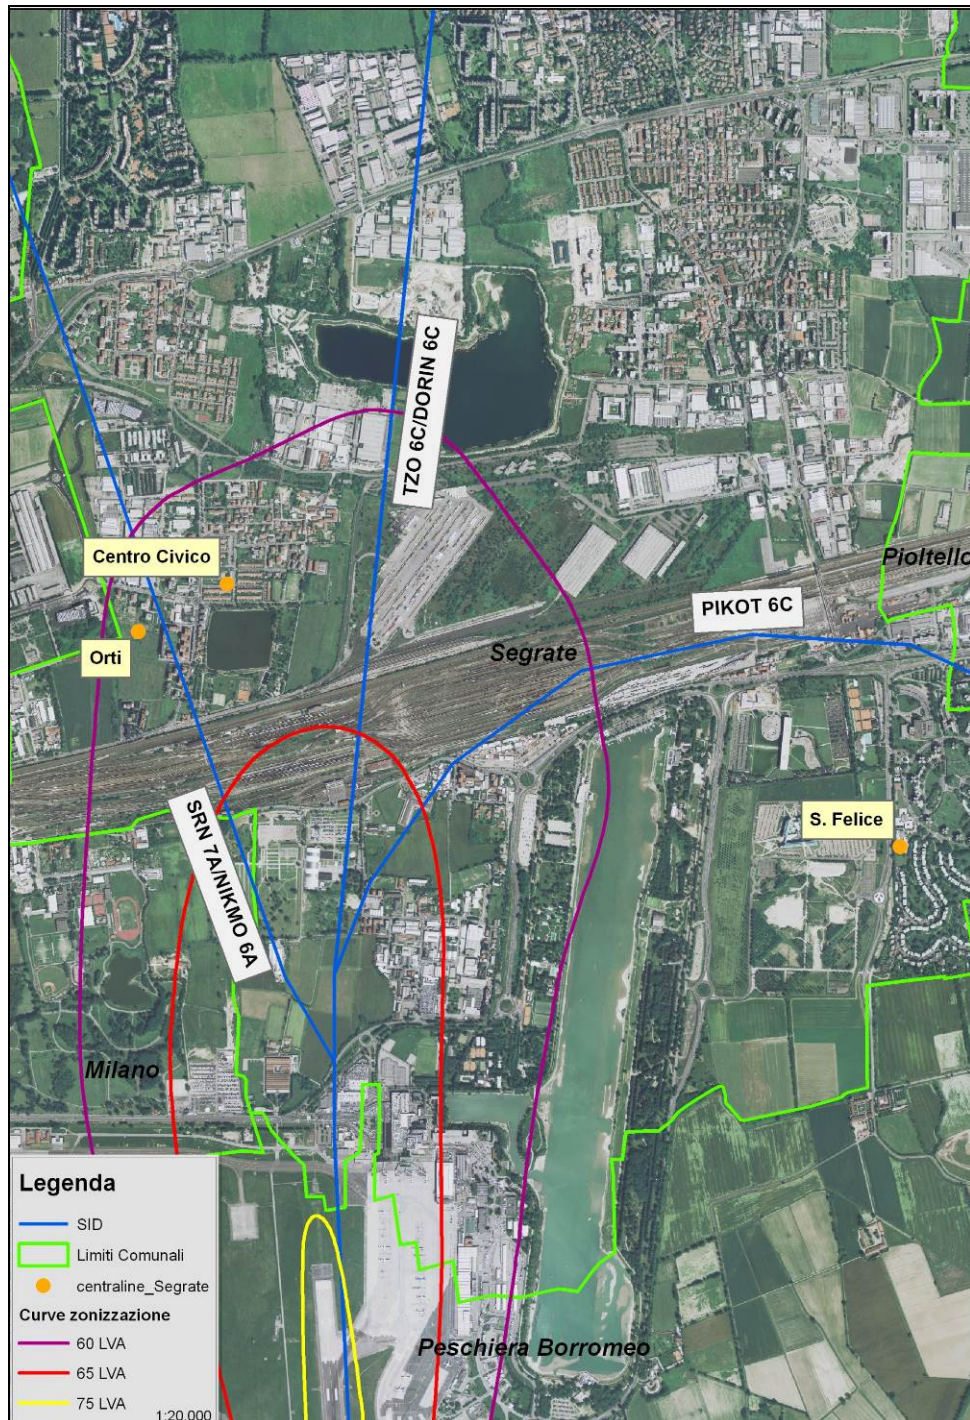 TZO 6C/DORIN 6C
Centro Civico
Pioltello
PIKOT 6C
Orti
Segrate
S. Felice
SRN 7A/NIKMO 6A
Milano
Legenda
SID
Limiti Comunali
centraline_Segrate
Curve zonizzazione
60 LVA
65 LVA
75 LVA
1:20.000
Peschiera Borromeo